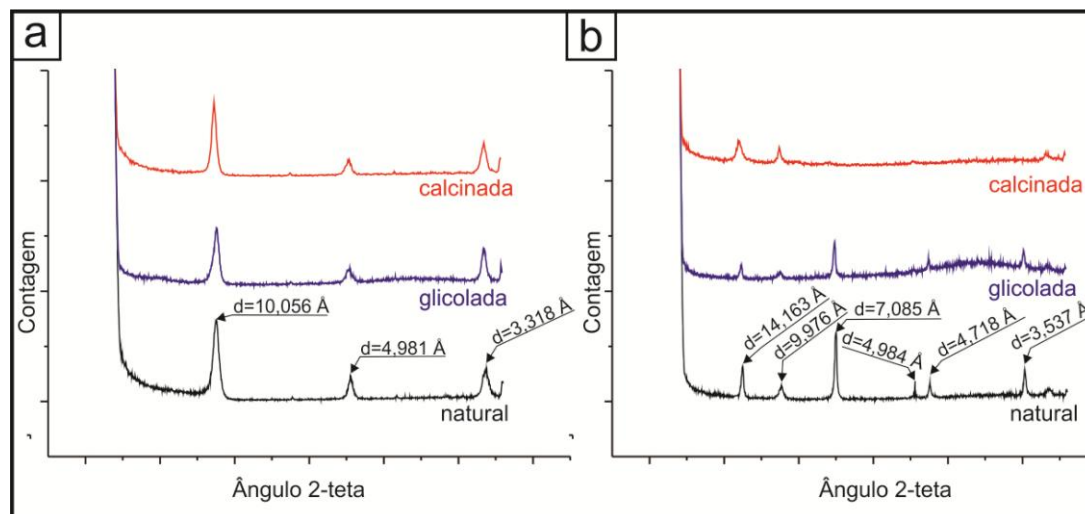 a
Contagem
calcinada
glicolada
d=10,056 Å
d=4,981 Å
d=3,318 Å
natural
Ângulo 2-teta
b
Contagem
calcinada
glicolada
d=14,163 Å
d=9,976 Å
d=7,085 Å
d=4,984 Å
d=4,718 Å
d=3,537 Å
natural
Ângulo 2-teta